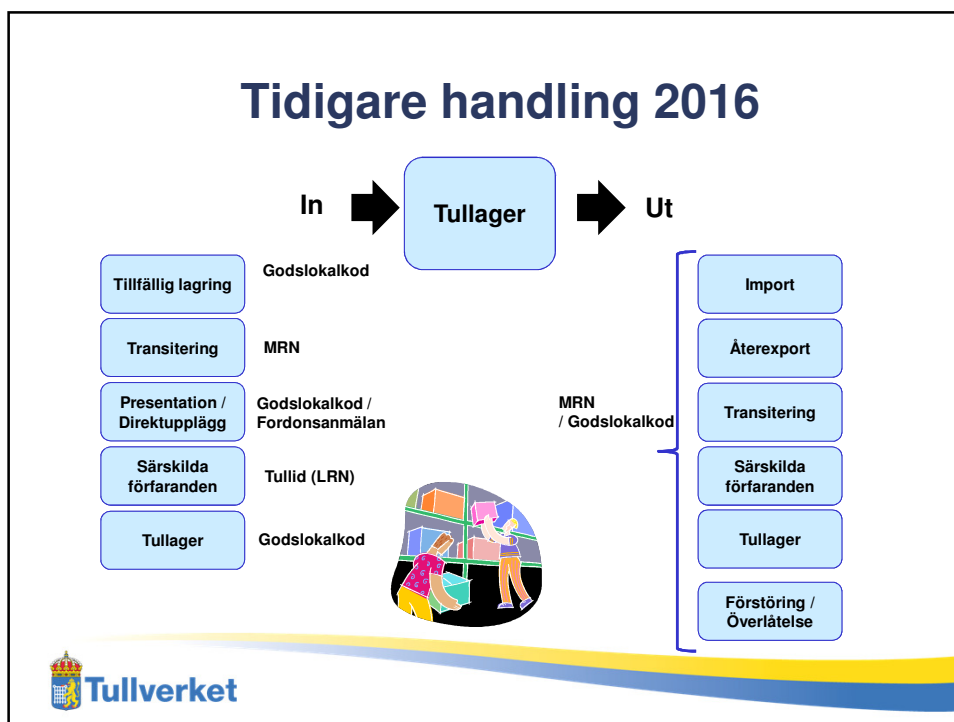 Tidigare handling 2016
In
Tullager
Ut
Tillfällig lagring
Godslokalkod
Transitering
MRN
Presentation /
Direktupplägg
Godslokalkod /
Fordonsanmälan
Särskilda
förfaranden
Tullid (LRN)
Tullager
Godslokalkod
MRN
/ Godslokalkod
Import
Återexport
Transitering
Särskilda
förfaranden
Tullager
Förstöring /
Överlåtelse
Tullverket